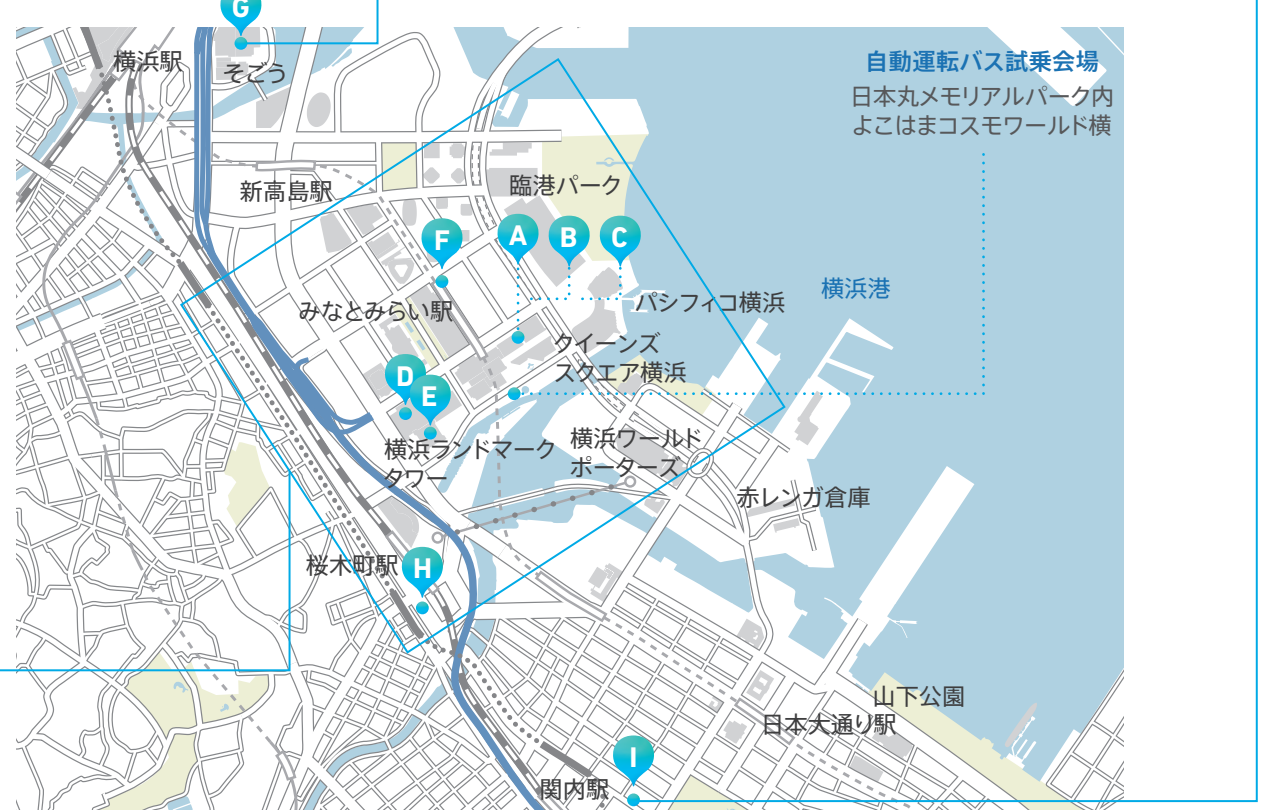 G
横浜駅
そごう
自動運転バス試乗会場
日本丸メモリアルパーク内
よこはまコスモワールド横
新高島駅
臨港パーク
F
A
B
C
みなとみらい駅
パシフィコ横浜
横浜港
クイーンズ
スクエア横浜
D
E
横浜ランドマーク
タワー
横浜ワールド
ポーターズ
赤レンガ倉庫
桜木町駅
H
山下公園
日本大通り駅
I
関内駅